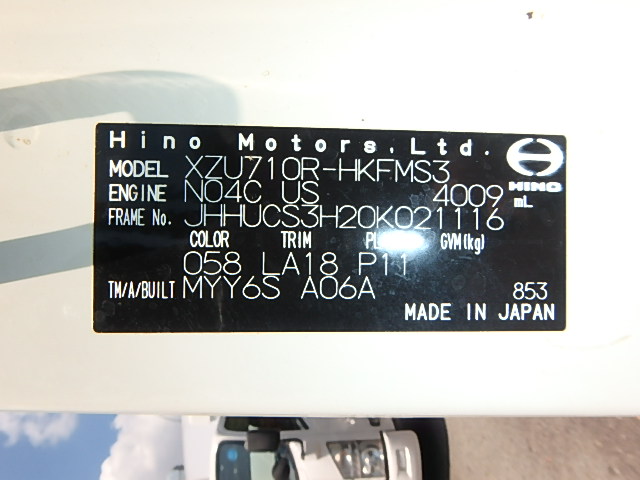 Hino Motors, Ltd.
HINO
MODEL XZU710R-HKFMS3
ENGINE N04C US 4009 mL
FRAME No. JHHUCS3H20K021116
COLOR TRIM GVM(kg)
058 LA18 P11
TM/A/BUILT MYY6S A06A 853
MADE IN JAPAN